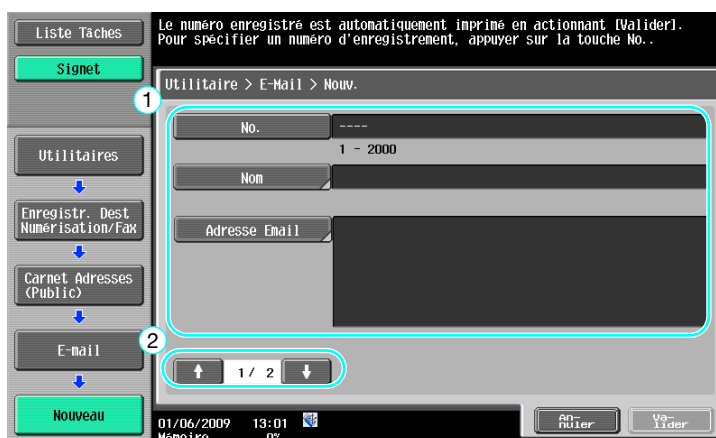 Liste Tâches
Signet
Le numéro enregistré est automatiquement imprimé en actionnant [Valider].
Pour spécifier un numéro d'enregistrement, appuyer sur la touche No..
Utilitaire > E-Mail > Nouv.
1
No.
----
1 - 2000
Nom
Adresse Email
Utilitaires
Enregistr. Dest
Numérisation/Fax
Carnet Adresses
(Public)
E-mail
Nouveau
2
1/ 2
01/06/2009 13:01
Mémoire 0%
An-
nuler
Va-
lider